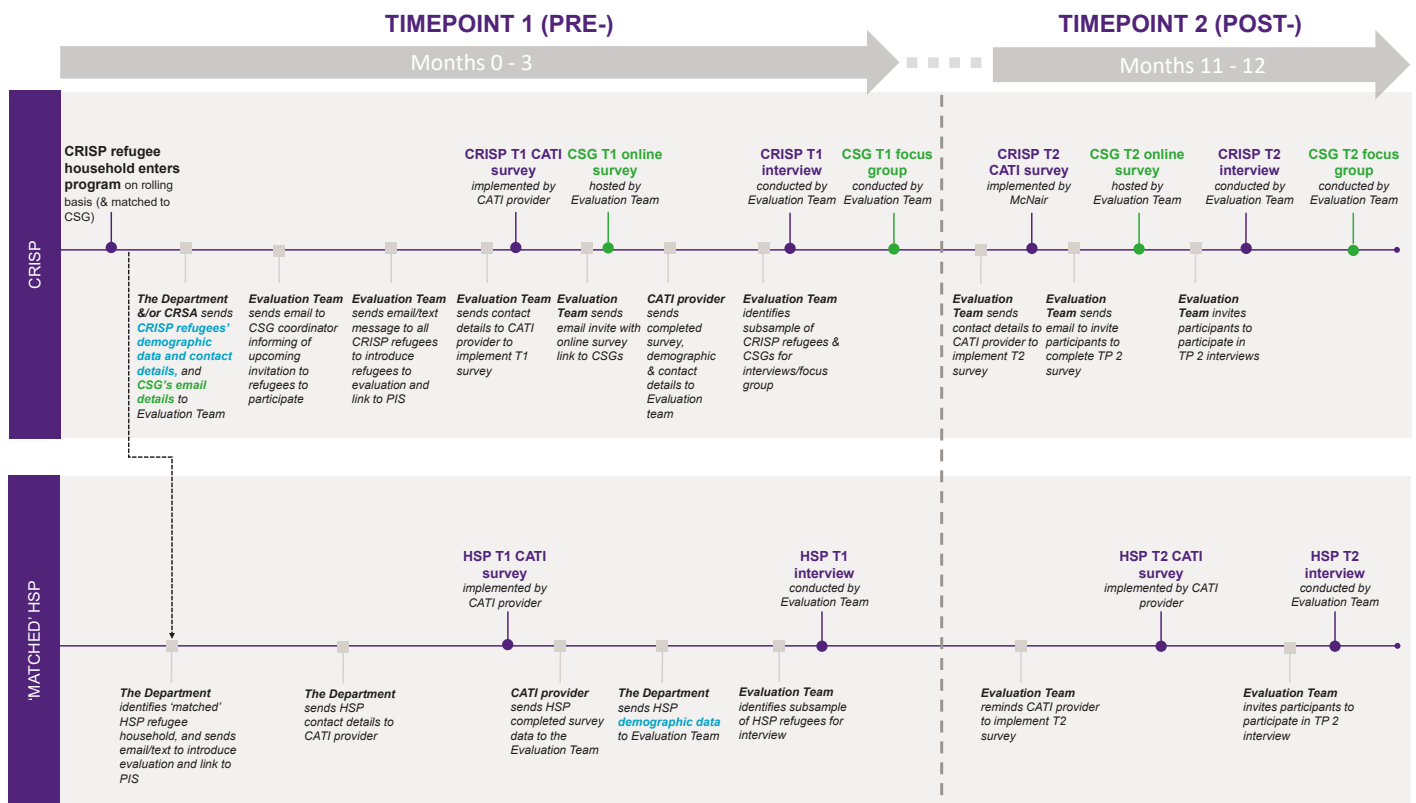 TIMEPOINT 1 (PRE-)
TIMEPOINT 2 (POST-)
Months 0 - 3
Months 11 - 12
CRISP
CRISP refugee
household enters
program on rolling
basis (& matched to
CSG)
CRISP T1 CATI
survey
implemented by
CATI provider
CSG T1 online
survey
hosted by
Evaluation Team
CRISP T1
interview
conducted by
Evaluation Team
CSG T1 focus
group
conducted by
Evaluation Team
CRISP T2
CATI survey
implemented by
McNair
CSG T2 online
survey
hosted by
Evaluation Team
CRISP T2
interview
conducted by
Evaluation Team
CSG T2 focus
group
conducted by
Evaluation Team
The Department
&/or CRSA sends
CRISP refugees'
demographic
data and contact
details, and
CSG's email
details to
Evaluation Team
Evaluation Team
sends email to
CSG coordinator
informing of
upcoming
invitation to
refugees to
participate
Evaluation Team
sends email/text
message to all
CRISP refugees
to introduce
refugees to
evaluation and
link to PIS
Evaluation Team
sends contact
details to CATI
provider to
implement T1
survey
Evaluation
Team sends
email invite with
online survey
link to CSGs
CATI provider
sends
completed
survey,
demographic
& contact
details to
Evaluation
team
Evaluation Team
identifies
subsample of
CRISP refugees &
CSGs for
interviews/focus
group
Evaluation
Team sends
contact details to
CATI provider to
implement T2
survey
Evaluation
Team sends
email to invite
participants to
complete TP 2
survey
Evaluation
Team invites
participants to
participate in
TP 2 interviews
'MATCHED' HSP
HSP T1 CATI
survey
implemented by
CATI provider
HSP T1
interview
conducted by
Evaluation Team
HSP T2 CATI
survey
implemented by CATI
provider
HSP T2
interview
conducted by
Evaluation Team
The Department
identifies 'matched'
HSP refugee
household, and sends
email/text to introduce
evaluation and link to
PIS
The Department
sends HSP
contact details to
CATI provider
CATI provider
sends HSP
completed survey
data to the
Evaluation Team
The Department
sends HSP
demographic data
to Evaluation Team
Evaluation Team
identifies subsample
of HSP refugees for
interview
Evaluation Team
reminds CATI provider
to implement T2
survey
Evaluation Team
invites participants to
participate in TP 2
interview